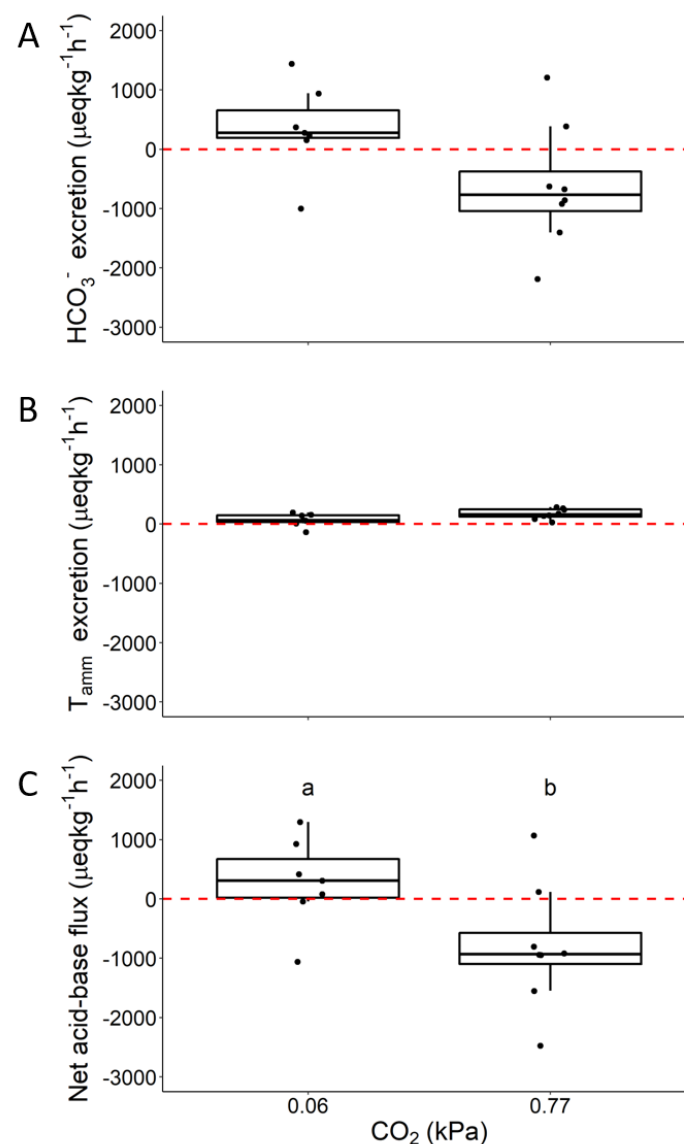 A
HCO₃⁻ excretion (μeqkg⁻¹h⁻¹)
2000
1000
0
-1000
-2000
-3000
B
Tamm excretion (μeqkg⁻¹h⁻¹)
2000
1000
0
-1000
-2000
-3000
C
Net acid-base flux (μeqkg⁻¹h⁻¹)
2000
1000
0
-1000
-2000
-3000
a b
0.06 0.77
CO₂ (kPa)